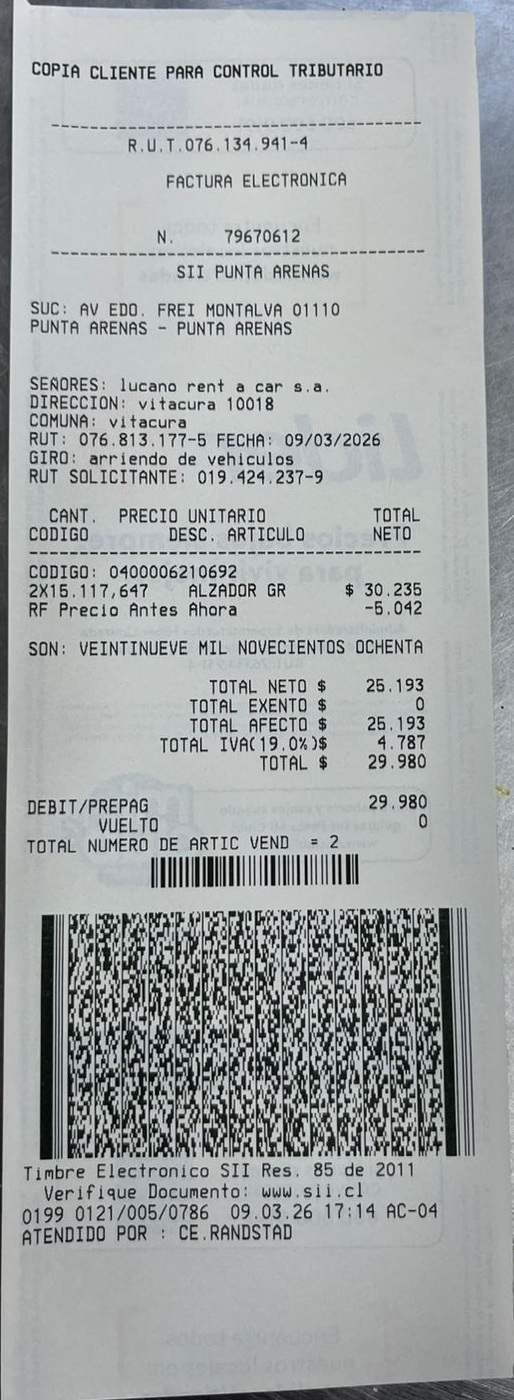 COPIA CLIENTE PARA CONTROL TRIBUTARIO
----------------------------------------
R.U.T.076.134.941-4
FACTURA ELECTRONICA
N. 79670612
----------------------------------------
SII PUNTA ARENAS
SUC: AV EDO. FREI MONTALVA 01110
PUNTA ARENAS - PUNTA ARENAS
SEÑORES: lucano rent a car s.a.
DIRECCION: vitacura 10018
COMUNA: vitacura
RUT: 076.813.177-5 FECHA: 09/03/2026
GIRO: arriendo de vehiculos
RUT SOLICITANTE: 019.424.237-9
CANT. PRECIO UNITARIO TOTAL
CODIGO DESC. ARTICULO NETO
----------------------------------------
CODIGO: 0400006210692
2X15.117,647 ALZADOR GR $ 30.235
RF Precio Antes Ahora -5.042
SON: VEINTINUEVE MIL NOVECIENTOS OCHENTA
TOTAL NETO $ 25.193
TOTAL EXENTO $ 0
TOTAL AFECTO $ 25.193
TOTAL IVA(19.0%)$ 4.787
TOTAL $ 29.980
DEBIT/PREPAG 29.980
VUELTO 0
TOTAL NUMERO DE ARTIC VEND = 2
Timbre Electronico SII Res. 85 de 2011
Verifique Documento: www.sii.cl
0199 0121/005/0786 09.03.26 17:14 AC-04
ATENDIDO POR : CE.RANDSTAD